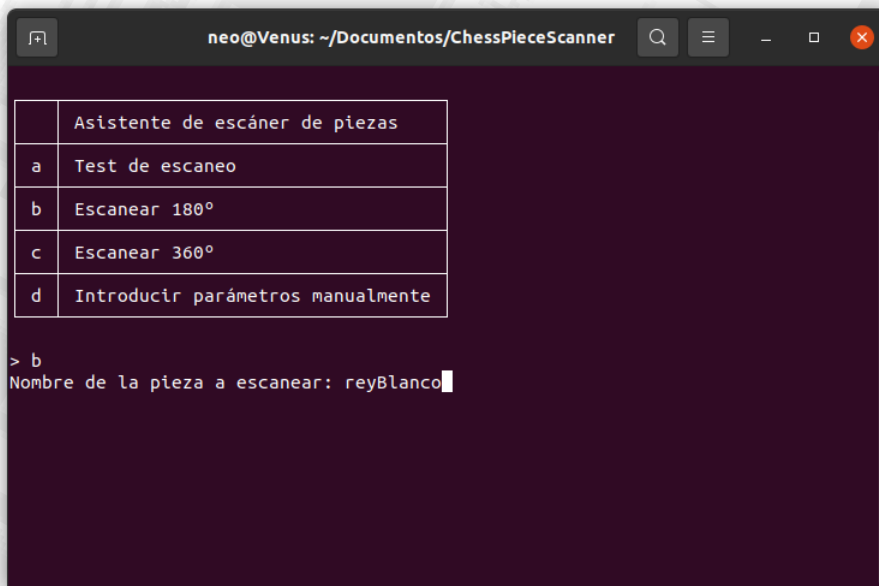 neo@Venus: ~/Documentos/ChessPieceScanner
Asistente de escáner de piezas
a Test de escaneo
b Escanear 180º
c Escanear 360º
d Introducir parámetros manualmente
> b
Nombre de la pieza a escanear: reyBlanco